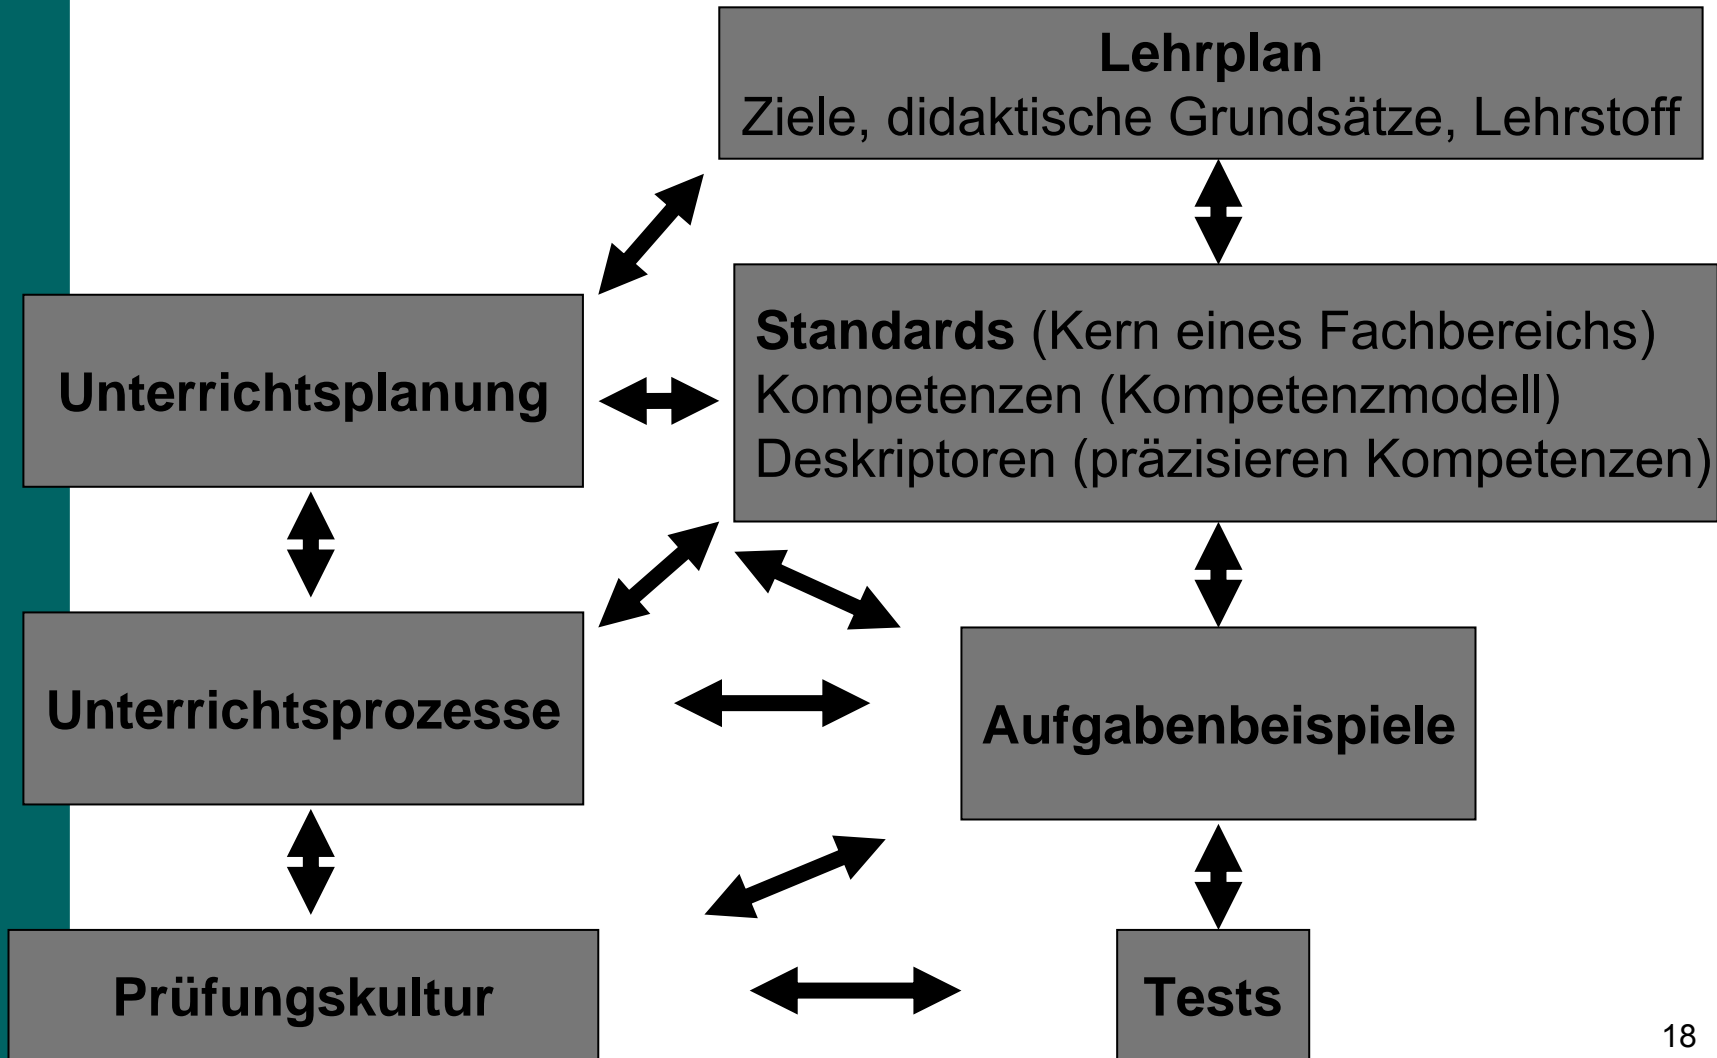 Lehrplan
Ziele, didaktische Grundsätze, Lehrstoff
Unterrichtsplanung
Standards (Kern eines Fachbereichs)
Kompetenzen (Kompetenzmodell)
Deskriptoren (präzisieren Kompetenzen)
Unterrichtsprozesse
Aufgabenbeispiele
Prüfungskultur
Tests
18